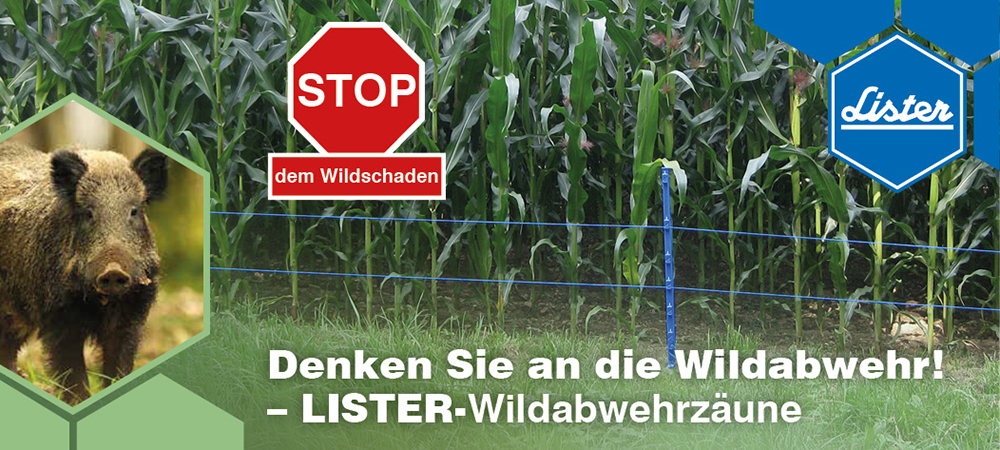 STOP
dem Wildschaden
Lister
Denken Sie an die Wildabwehr!
– LISTER-Wildabwehrzäune